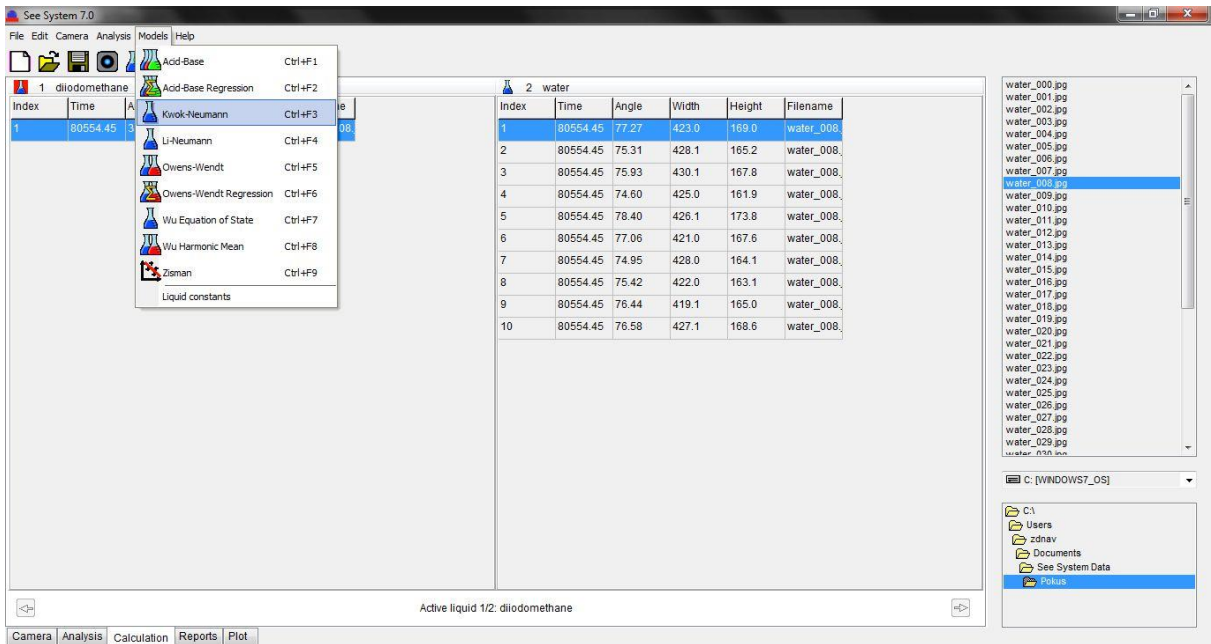 See System 7.0
File Edit Camera Analysis Models Help
Acid-Base Ctrl+F1
Acid-Base Regression Ctrl+F2
Kwok-Neumann Ctrl+F3
Li-Neumann Ctrl+F4
Owens-Wendt Ctrl+F5
Owens-Wendt Regression Ctrl+F6
Wu Equation of State Ctrl+F7
Wu Harmonic Mean Ctrl+F8
Zisman Ctrl+F9
Liquid constants
1 diiodomethane
Index Time
1 80554.45
2 water
Index Time Angle Width Height Filename
1 80554.45 77.27 423.0 169.0 water_008.
2 80554.45 75.31 428.1 165.2 water_008.
3 80554.45 75.93 430.1 167.8 water_008.
4 80554.45 74.60 425.0 161.9 water_008.
5 80554.45 78.40 426.1 173.8 water_008.
6 80554.45 77.06 421.0 167.6 water_008.
7 80554.45 74.95 428.0 164.1 water_008.
8 80554.45 75.42 422.0 163.1 water_008.
9 80554.45 76.44 419.1 165.0 water_008.
10 80554.45 76.58 427.1 168.6 water_008.
water_000.jpg
water_001.jpg
water_002.jpg
water_003.jpg
water_004.jpg
water_005.jpg
water_006.jpg
water_007.jpg
water_008.jpg
water_009.jpg
water_010.jpg
water_011.jpg
water_012.jpg
water_013.jpg
water_014.jpg
water_015.jpg
water_016.jpg
water_017.jpg
water_018.jpg
water_019.jpg
water_020.jpg
water_021.jpg
water_022.jpg
water_023.jpg
water_024.jpg
water_025.jpg
water_026.jpg
water_027.jpg
water_028.jpg
water_029.jpg
water_030.jpg
C: [WINDOWS7_OS]
C:\
Users
zdnav
Documents
See System Data
Pokus
Active liquid 1/2: diiodomethane
Camera Analysis Calculation Reports Plot